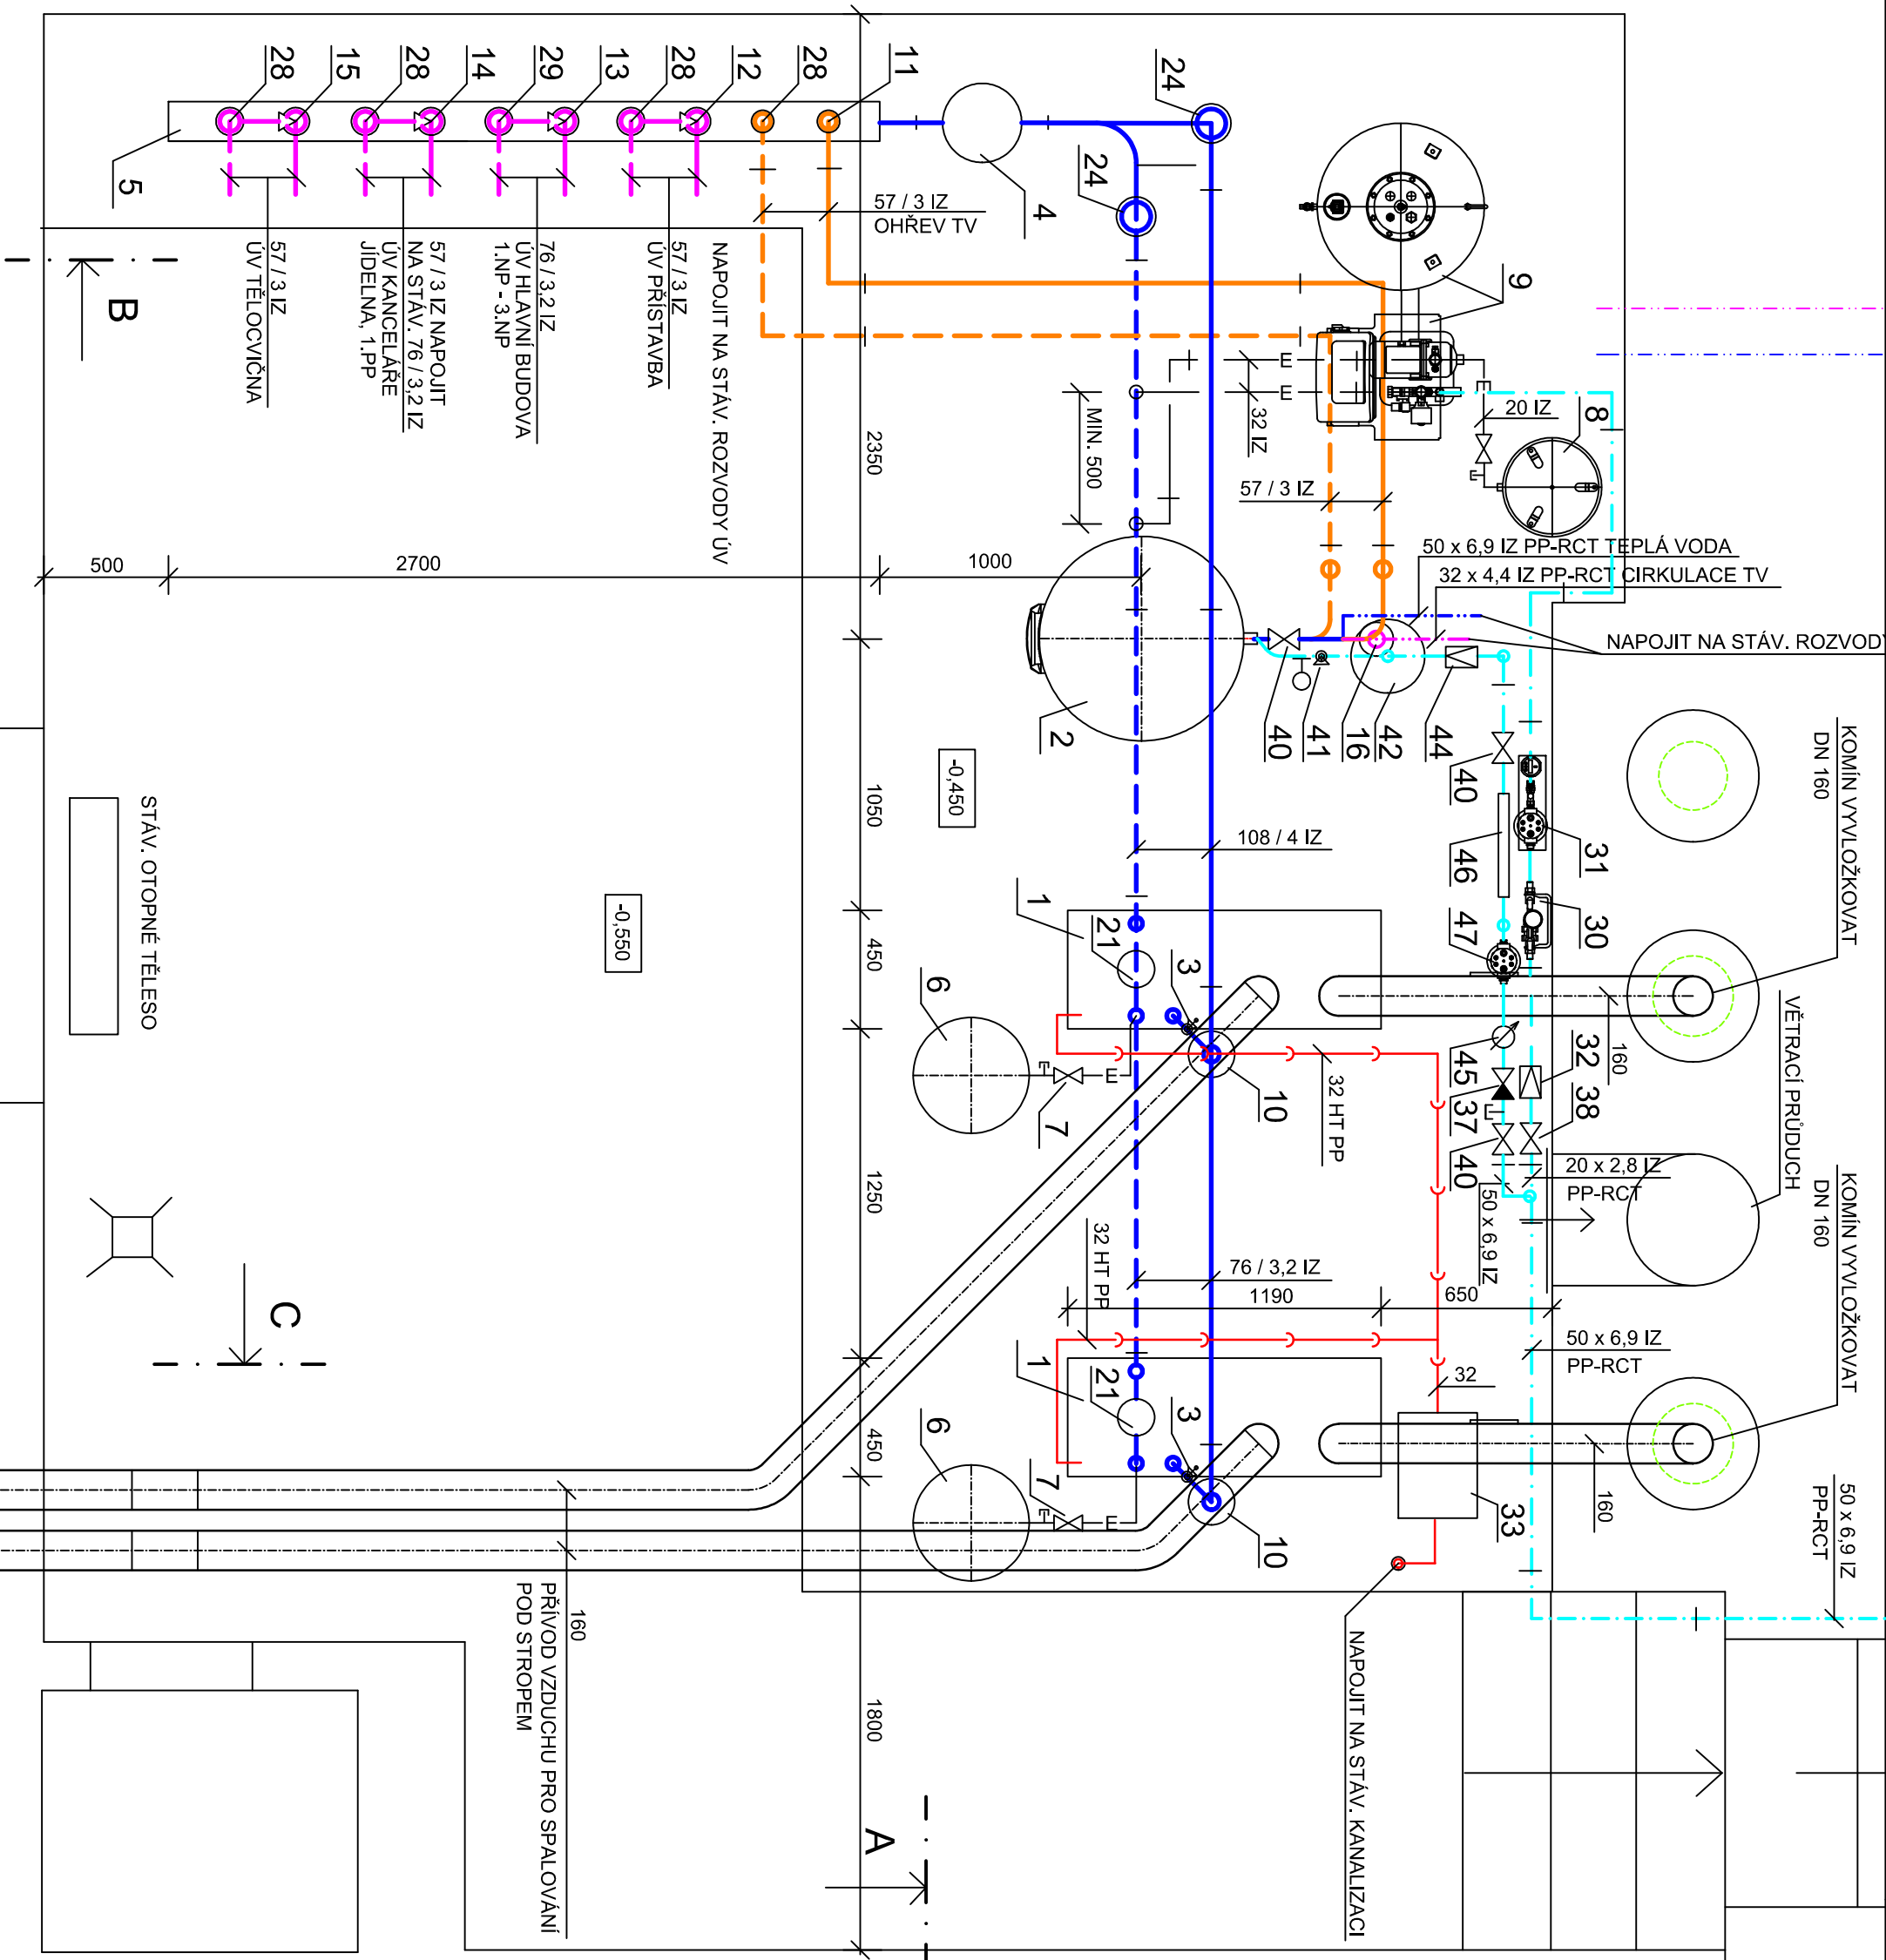 28
15
28
14
29
13
28
12
28
11
24
24
5
4
57 / 3 IZ
OHŘEV TV
9
B
57 / 3 IZ
ÚV TĚLOCVIČNA
57 / 3 IZ NAPOJIT
NA STÁV. 76 / 3,2 IZ
ÚV KANCELÁŘE
JÍDELNA, 1.PP
76 / 3,2 IZ
ÚV HLAVNÍ BUDOVA
1.NP - 3.NP
57 / 3 IZ
ÚV PŘÍSTAVBA
NAPOJIT NA STÁV. ROZVODY ÚV
2350
MIN. 500
E
E
32 IZ
20 IZ
8
57 / 3 IZ
500
2700
1000
50 x 6,9 IZ PP-RCT TEPLÁ VODA
32 x 4,4 IZ PP-RCT CIRKULACE TV
NAPOJIT NA STÁV. ROZVODY
2
40
41
16
42
44
40
46
47
31
30
KOMÍN VYVLOŽKOVAT
DN 160
STÁV. OTOPNÉ TĚLESO
-0,450
-0,550
1050
108 / 4 IZ
450
1
21
3
6
7
E
10
32 HT PP
160
45
37
40
32
38
VĚTRACÍ PRŮDUCH
20 x 2,8 IZ
PP-RCT
50 x 6,9 IZ
KOMÍN VYVLOŽKOVAT
DN 160
1250
C
32 HT PP
76 / 3,2 IZ
1190
650
50 x 6,9 IZ
PP-RCT
32
450
1
21
3
6
7
E
10
33
160
50 x 6,9 IZ
PP-RCT
160
PŘÍVOD VZDUCHU PRO SPALOVÁNÍ
POD STROPEM
1800
A
NAPOJIT NA STÁV. KANALIZACI